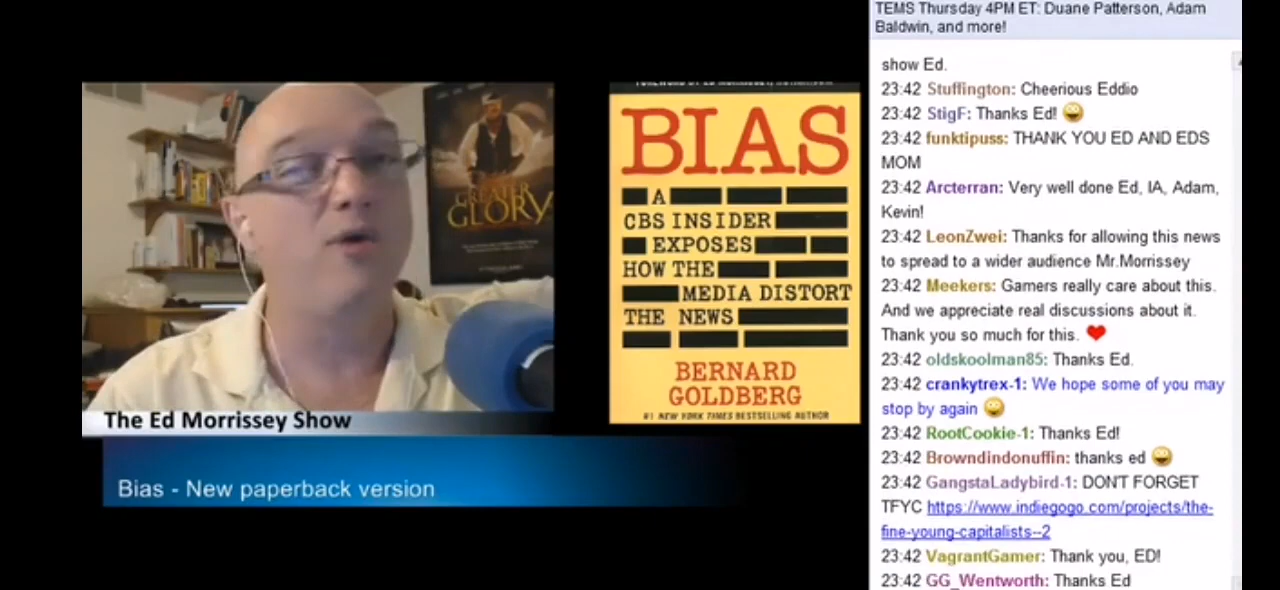 TEMS Thursday 4PM ET: Duane Patterson, Adam
Baldwin, and more!
show Ed.
23:42 Stuffington: Cheerious Eddio
23:42 StigF: Thanks Ed!
23:42 funktipuss: THANK YOU ED AND EDS
MOM
23:42 Arcterran: Very well done Ed, IA, Adam,
Kevin!
23:42 LeonZwei: Thanks for allowing this news
to spread to a wider audience Mr.Morrissey
23:42 Meekers: Gamers really care about this.
And we appreciate real discussions about it.
Thank you so much for this.
23:42 oldskoolman85: Thanks Ed.
23:42 crankytrex-1: We hope some of you may
stop by again
23:42 RootCookie-1: Thanks Ed!
23:42 Browndindonuffin: thanks ed
23:42 GangstaLadybird-1: DON'T FORGET
TFYC https://www.indiegogo.com/projects/the-
fine-young-capitalists--2
23:42 VagrantGamer: Thank you, ED!
23:42 GG_Wentworth: Thanks Ed
GREATER
GLORY
BIAS
A
CBS INSIDER
EXPOSES
HOW THE
MEDIA DISTORT
THE NEWS
BERNARD
GOLDBERG
#1 NEW YORK TIMES BESTSELLING AUTHOR
The Ed Morrissey Show
Bias - New paperback version